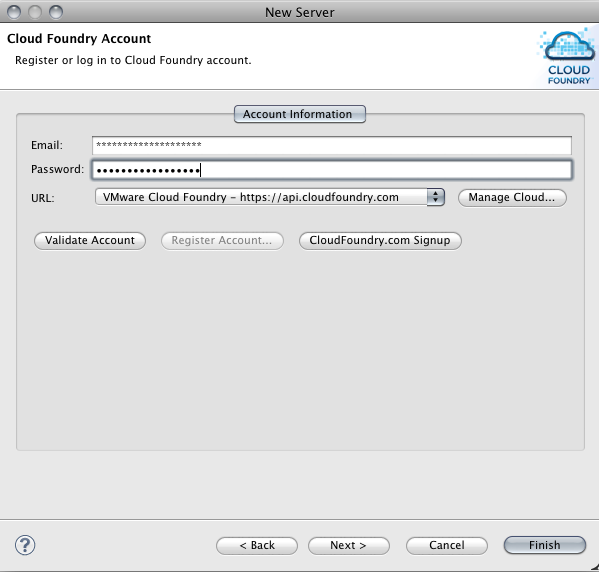 New Server
Cloud Foundry Account
Register or log in to Cloud Foundry account.
CLOUD
FOUNDRY
Account Information
Email: ********************
Password: •••••••••••••••••
URL: VMware Cloud Foundry – https://api.cloudfoundry.com Manage Cloud...
Validate Account Register Account... CloudFoundry.com Signup
? < Back Next > Cancel Finish